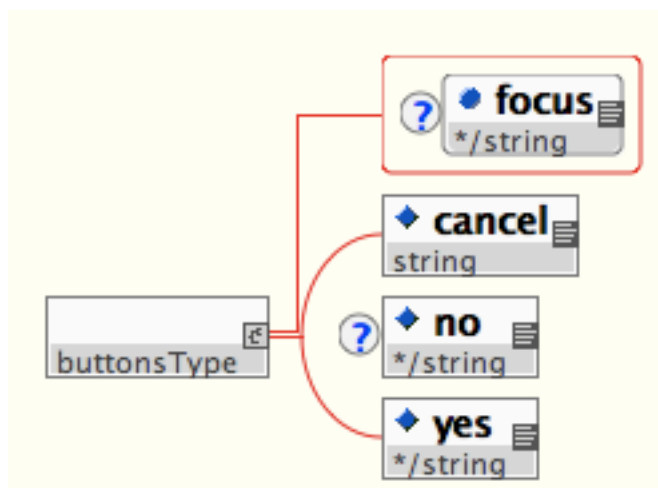 ? focus
*/string
cancel
string
buttonsType
? no
*/string
yes
*/string